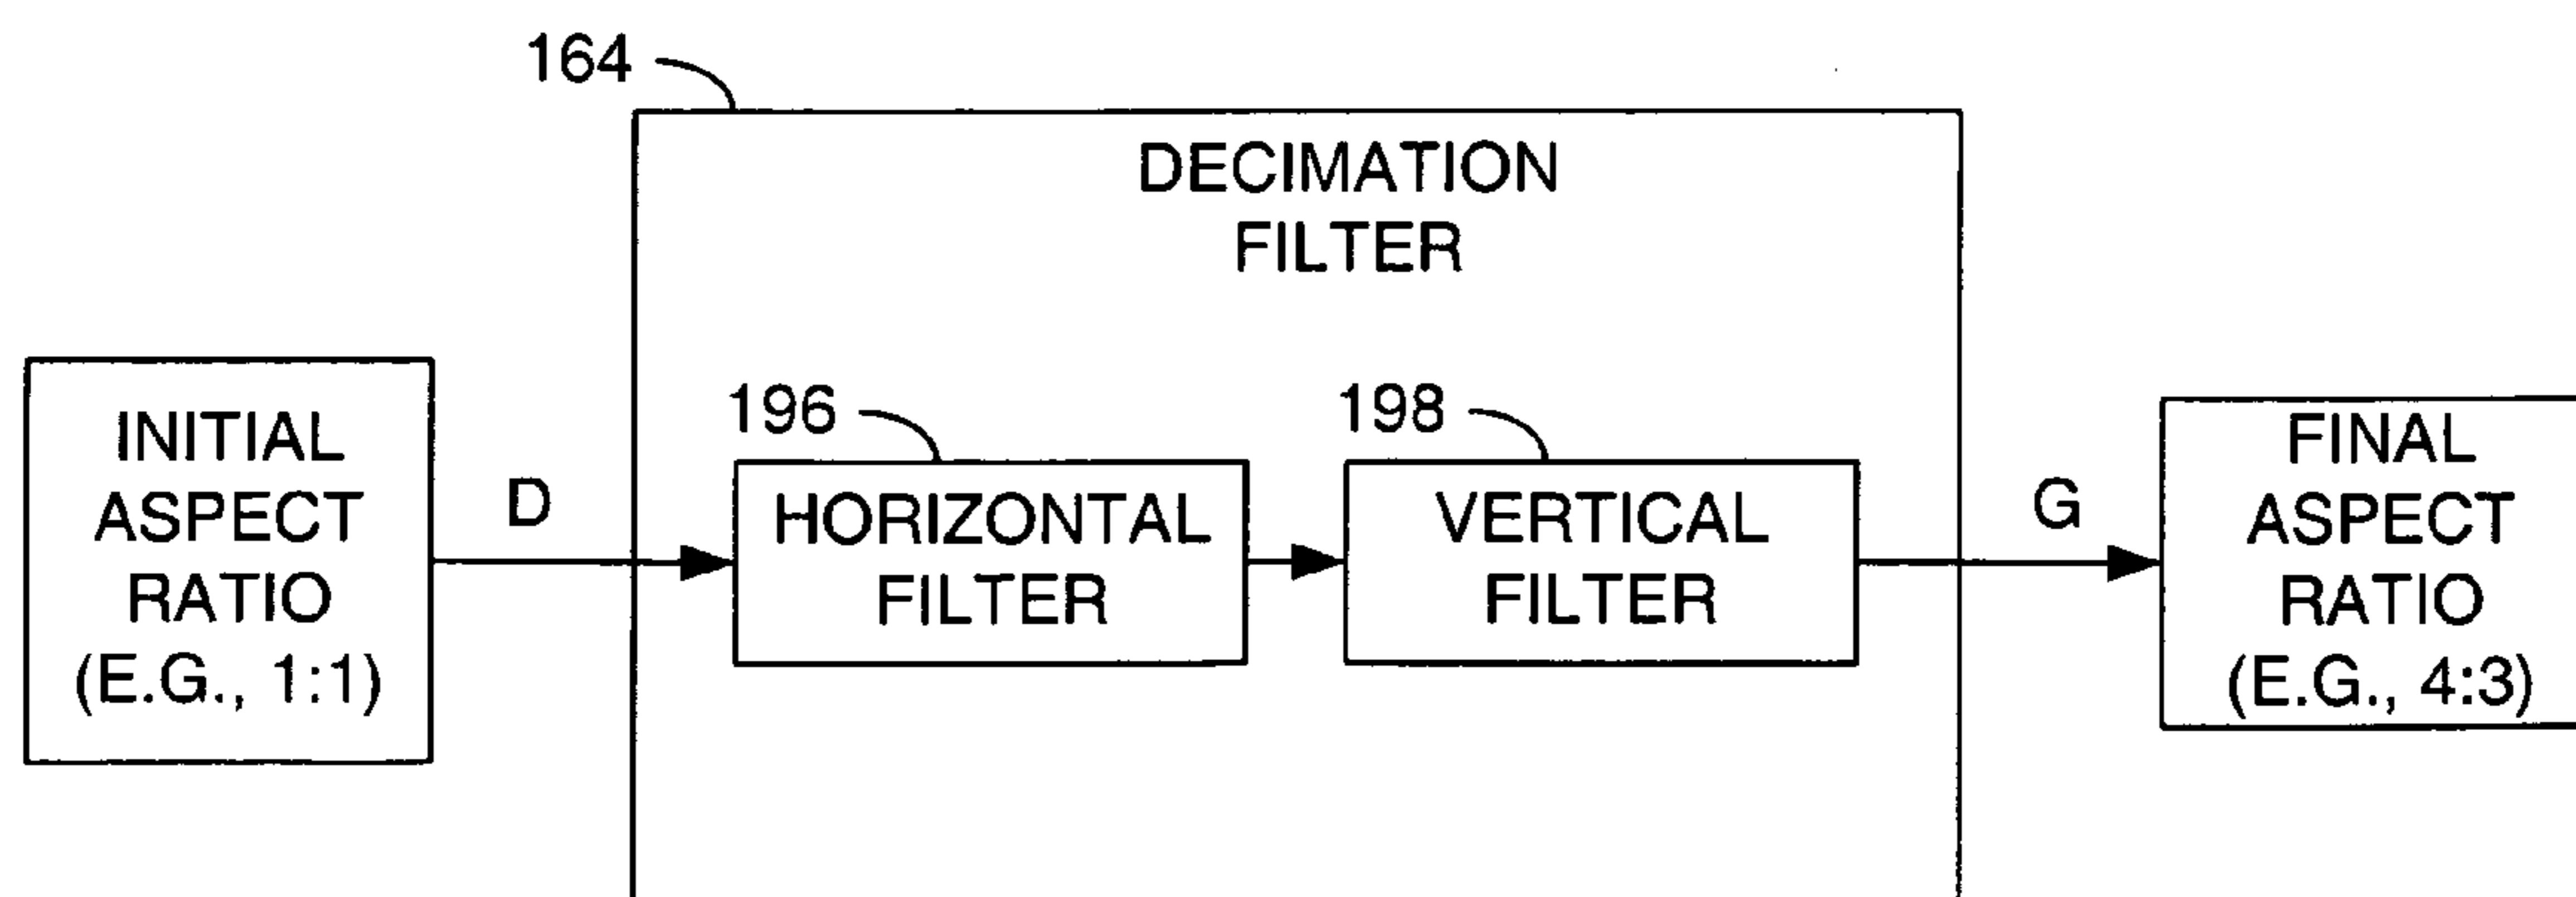 164
DECIMATION
FILTER
INITIAL
ASPECT
RATIO
(E.G., 1:1)
D
196
HORIZONTAL
FILTER
198
VERTICAL
FILTER
G
FINAL
ASPECT
RATIO
(E.G., 4:3)